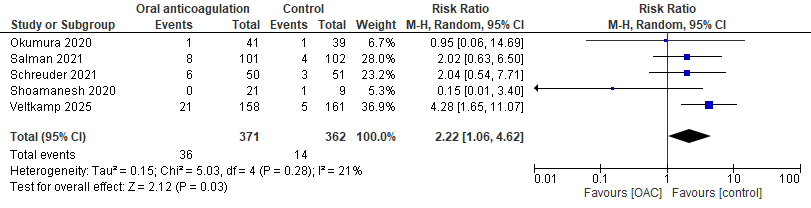 Oral anticoagulation Control Risk Ratio Risk Ratio
Study or Subgroup Events Total Events Total Weight M-H, Random, 95% CI M-H, Random, 95% CI
Okumura 2020 1 41 1 39 6.7% 0.95 [0.06, 14.69]
Salman 2021 8 101 4 102 28.0% 2.02 [0.63, 6.50]
Schreuder 2021 6 50 3 51 23.2% 2.04 [0.54, 7.71]
Shoamanesh 2020 0 21 1 9 5.3% 0.15 [0.01, 3.40]
Veltkamp 2025 21 158 5 161 36.9% 4.28 [1.65, 11.07]
Total (95% CI) 371 362 100.0% 2.22 [1.06, 4.62]
Total events 36 14
Heterogeneity: Tau² = 0.15; Chi² = 5.03, df = 4 (P = 0.28); I² = 21%
Test for overall effect: Z = 2.12 (P = 0.03)
0.01 0.1 1 10 100
Favours [OAC] Favours [control]